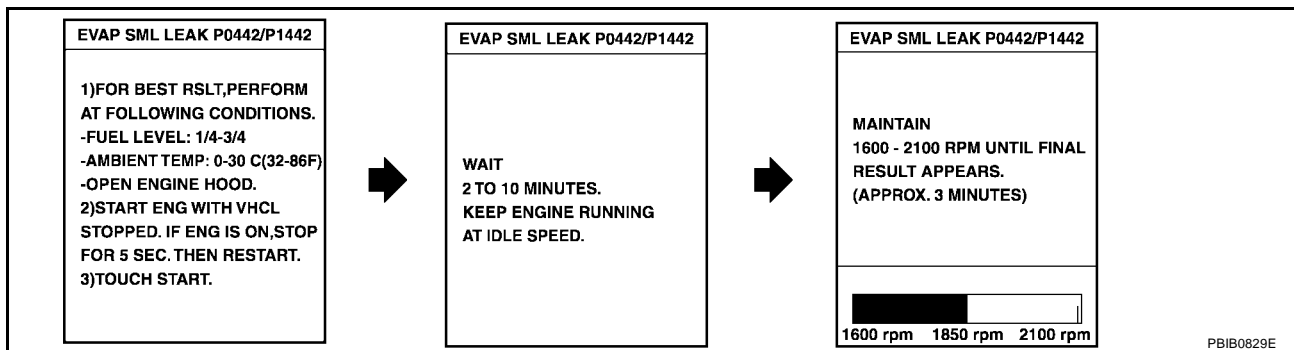 EVAP SML LEAK P0442/P1442
1)FOR BEST RSLT,PERFORM
AT FOLLOWING CONDITIONS.
-FUEL LEVEL: 1/4-3/4
-AMBIENT TEMP: 0-30 C(32-86F)
-OPEN ENGINE HOOD.
2)START ENG WITH VHCL
STOPPED. IF ENG IS ON,STOP
FOR 5 SEC. THEN RESTART.
3)TOUCH START.
EVAP SML LEAK P0442/P1442
WAIT
2 TO 10 MINUTES.
KEEP ENGINE RUNNING
AT IDLE SPEED.
EVAP SML LEAK P0442/P1442
MAINTAIN
1600 - 2100 RPM UNTIL FINAL
RESULT APPEARS.
(APPROX. 3 MINUTES)
1600 rpm 1850 rpm 2100 rpm
PBIB0829E